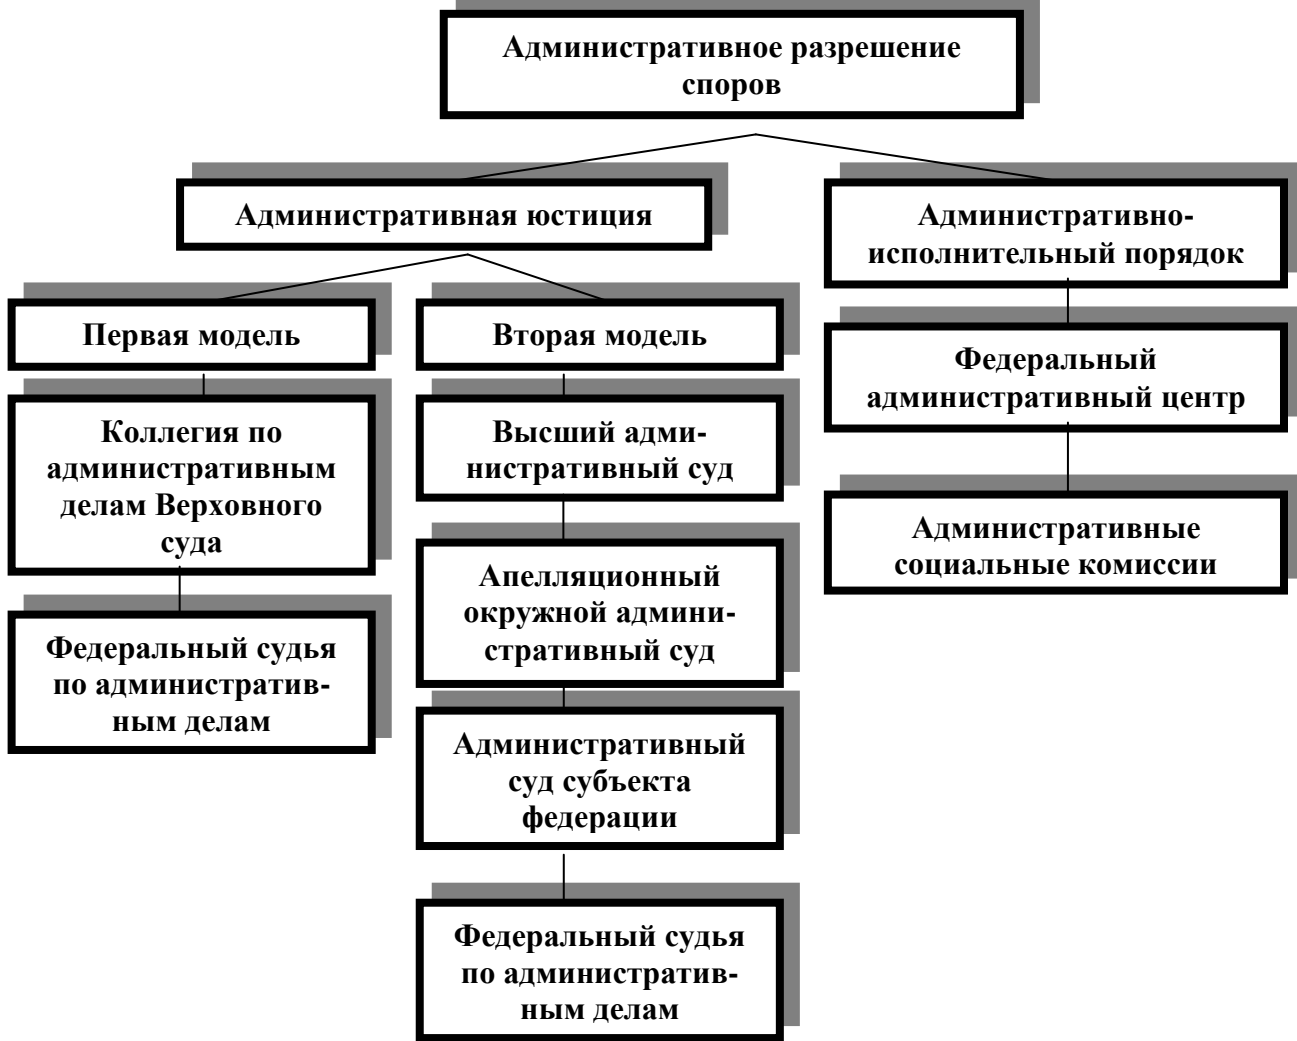 Административное разрешение
споров
Административная юстиция
Административно-
исполнительный порядок
Первая модель
Вторая модель
Федеральный
административный центр
Коллегия по
административным
делам Верховного
суда
Высший адми-
нистративный суд
Административные
социальные комиссии
Апелляционный
окружной админи-
стративный суд
Федеральный судья
по административ-
ным делам
Административный
суд субъекта
федерации
Федеральный судья
по административ-
ным делам